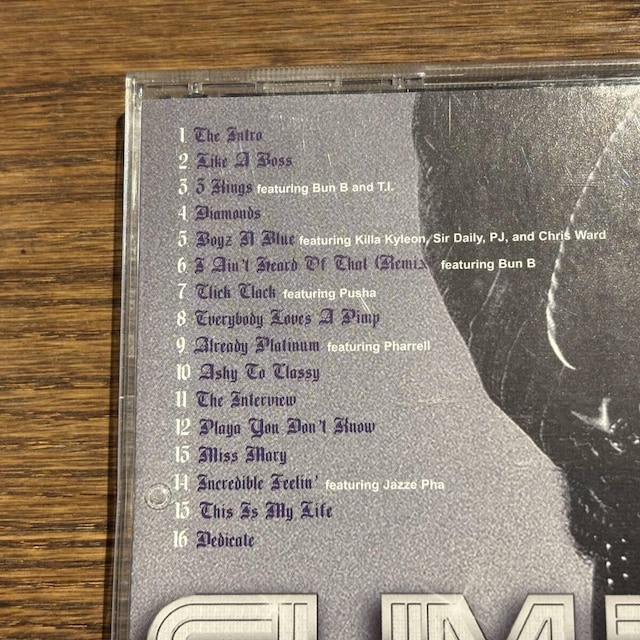 1 The Intro
2 Like A Boss
3 3 Kings featuring Bun B and T.I.
4 Diamonds
5 Boyz N Blue featuring Killa Kyleon, Sir Daily, PJ, and Chris Ward
6 I Ain't Heard Of That (Remix) featuring Bun B
7 Click Clack featuring Pusha
8 Everybody Loves A Pimp
9 Already Platinum featuring Pharrell
10 Ashy To Classy
11 The Interview
12 Playa You Don't Know
13 Miss Mary
14 Incredible Feelin' featuring Jazze Pha
15 This Is My Life
16 Dedicate